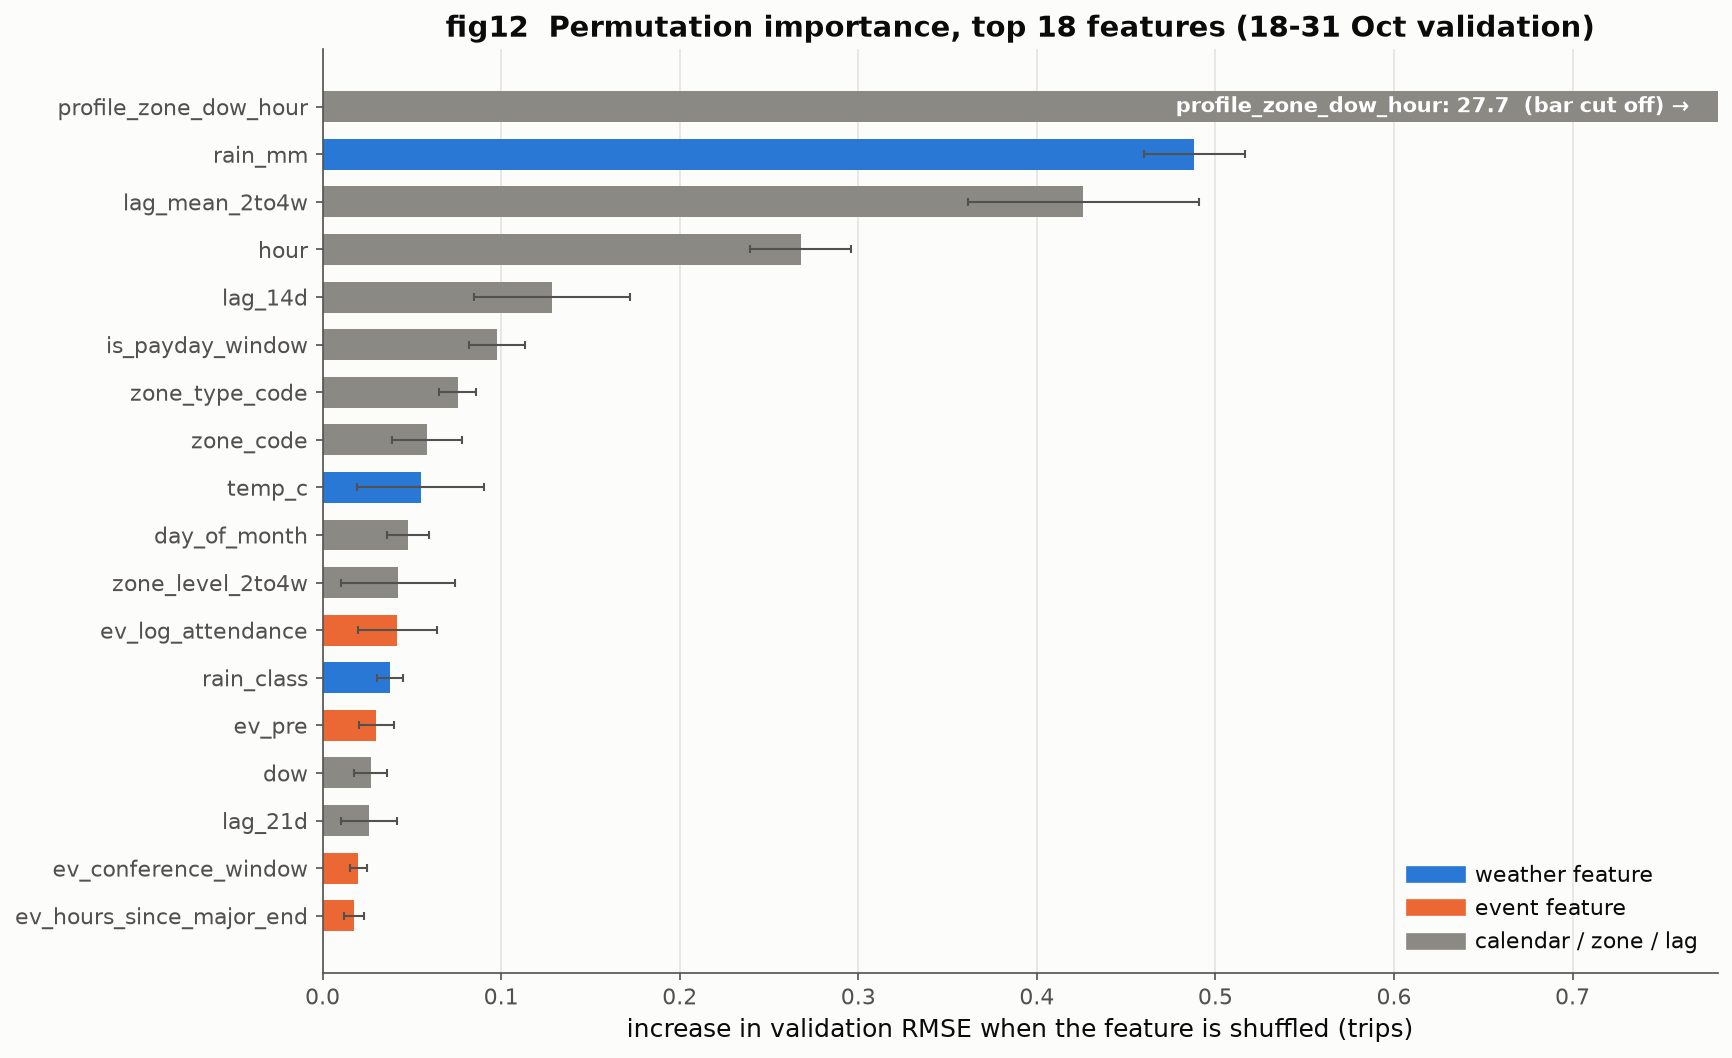 fig12  Permutation importance, top 18 features (18-31 Oct validation)
profile_zone_dow_hour
profile_zone_dow_hour: 27.7  (bar cut off) →
rain_mm
lag_mean_2to4w
hour
lag_14d
is_payday_window
zone_type_code
zone_code
temp_c
day_of_month
zone_level_2to4w
ev_log_attendance
rain_class
ev_pre
dow
lag_21d
ev_conference_window
ev_hours_since_major_end
weather feature
event feature
calendar / zone / lag
0.0 0.1 0.2 0.3 0.4 0.5 0.6 0.7
increase in validation RMSE when the feature is shuffled (trips)